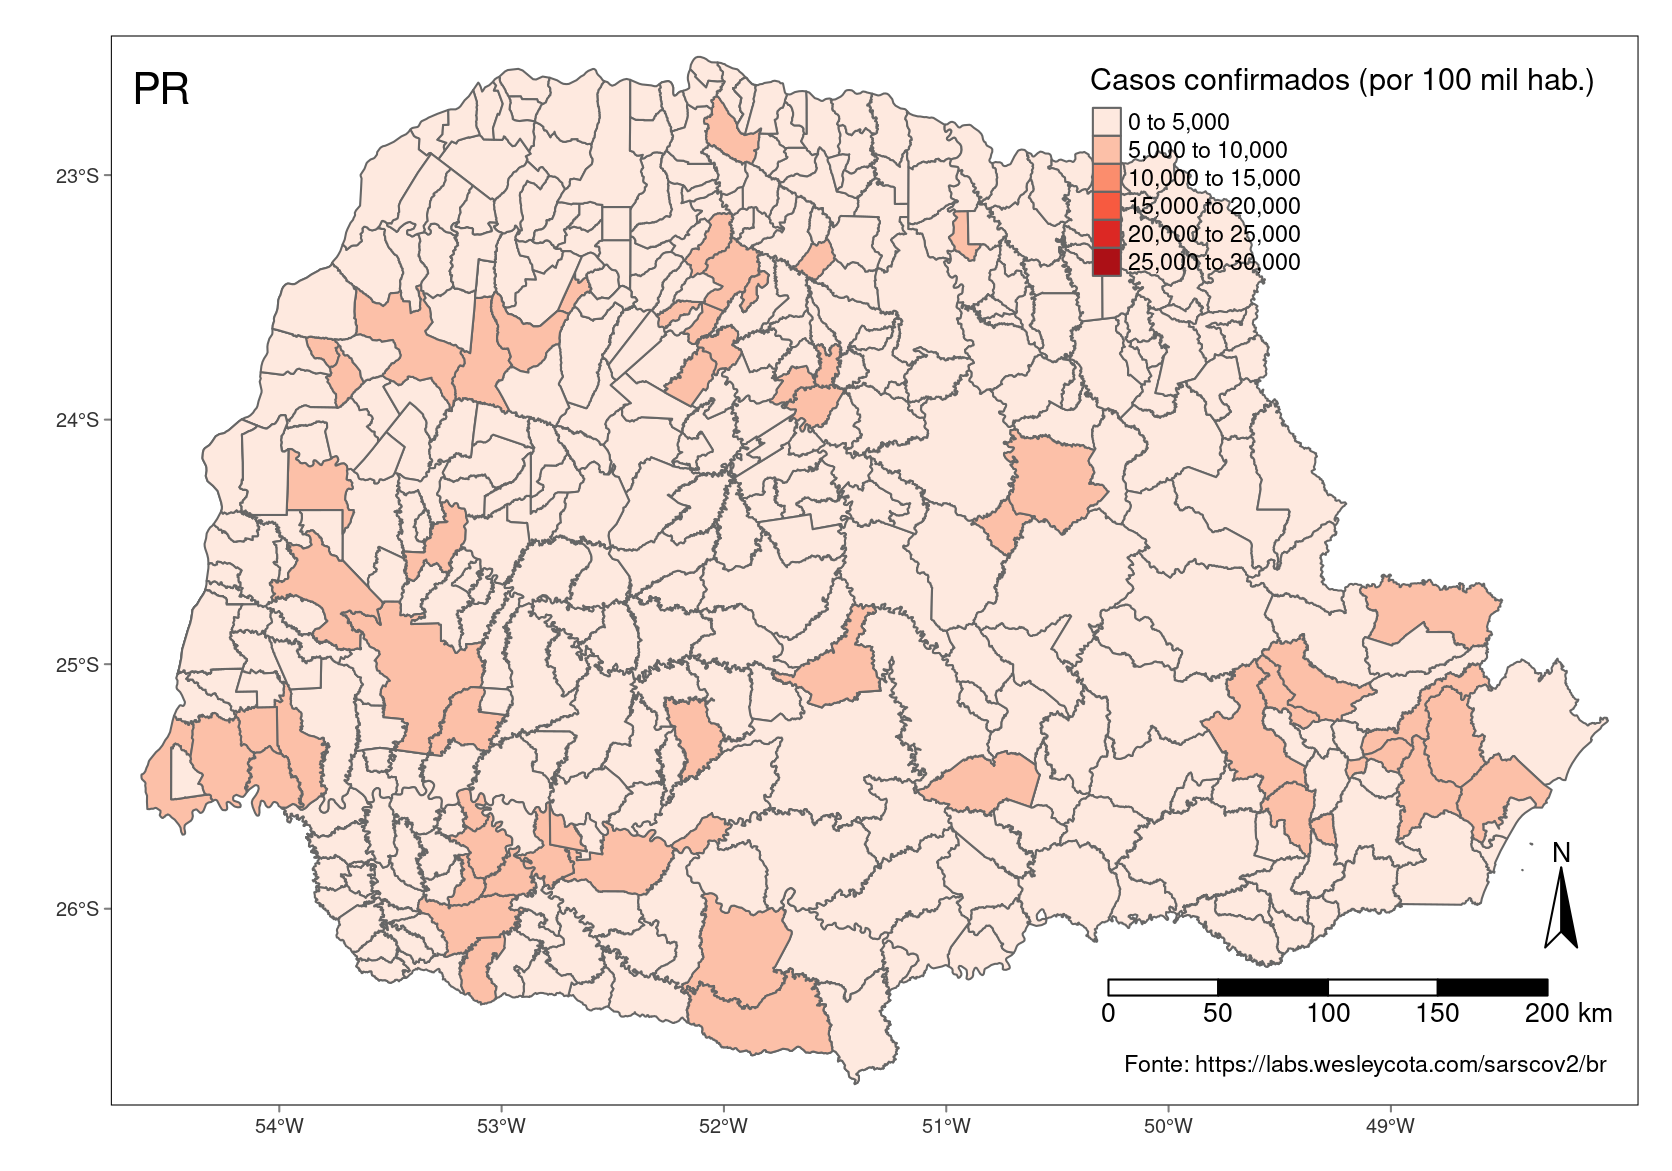 PR
Casos confirmados (por 100 mil hab.)
0 to 5,000
5,000 to 10,000
10,000 to 15,000
15,000 to 20,000
20,000 to 25,000
25,000 to 30,000
23°S
24°S
25°S
26°S
N
0 50 100 150 200 km
Fonte: https://labs.wesleycota.com/sarscov2/br
54°W 53°W 52°W 51°W 50°W 49°W